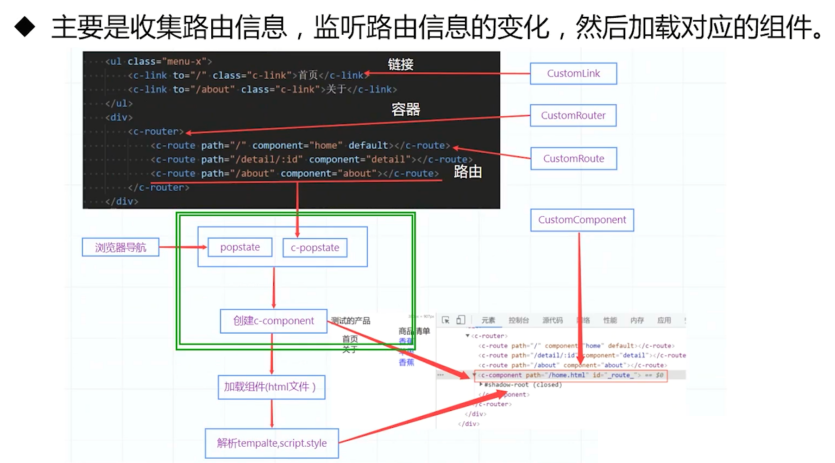 ◆ 主要是收集路由信息，监听路由信息的变化，然后加载对应的组件。
<ul class="menu-x"> 链接
<c-link to="/" class="c-link">首页</c-link>
<c-link to="/about" class="c-link">关于</c-link>
</ul>
<div> 容器
<c-router>
<c-route path="/" component="home" default></c-route>
<c-route path="/detail/:id" component="detail"></c-route>
<c-route path="/about" component="about"></c-route> 路由
</c-router>
</div>
CustomLink
CustomRouter
CustomRoute
CustomComponent
浏览器导航
popstate
c-popstate
创建c-component
测试的产品
首页
关于
商品清单
香蕉
香蕉
加载组件(html文件 )
解析tempalte,script.style
元素 控制台 源代码 网络 性能 内存 应用
▼<c-router>
<c-route path="/" component="home" default></c-route>
<c-route path="/detail/:id" component="detail"></c-route>
<c-route path="/about" component="about"></c-route>
▼<c-component path="/home.html" id="_route_"> == $0
▶#shadow-root (closed)
</c-router>
</div>
</div>